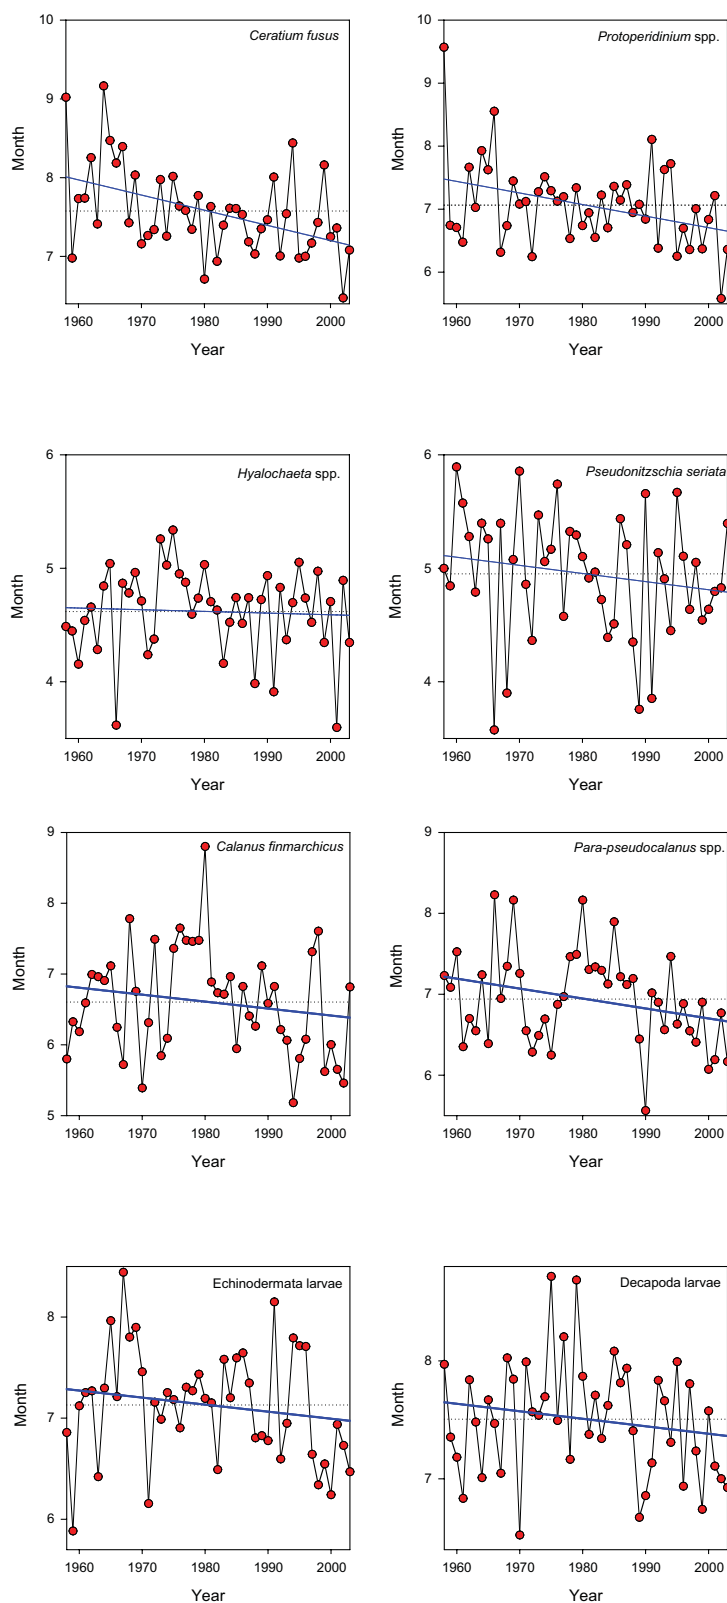 Ceratium fusus
10
9
8
7
Month
1960 1970 1980 1990 2000
Year
Protoperidinium spp.
10
9
8
7
6
Month
1960 1970 1980 1990 2000
Year
Hyalochaeta spp.
6
5
4
Month
1960 1970 1980 1990 2000
Year
Pseudonitzschia seriata
6
5
4
Month
1960 1970 1980 1990 2000
Year
Calanus finmarchicus
9
8
7
6
5
Month
1960 1970 1980 1990 2000
Year
Para-pseudocalanus spp.
9
8
7
6
Month
1960 1970 1980 1990 2000
Year
Echinodermata larvae
8
7
6
Month
1960 1970 1980 1990 2000
Year
Decapoda larvae
8
7
Month
1960 1970 1980 1990 2000
Year